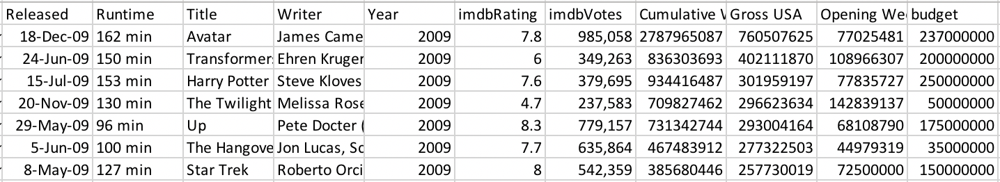 Released Runtime Title Writer Year imdbRating imdbVotes Cumulative Gross USA Opening budget
18-Dec-09 162 min Avatar James Came 2009 7.8 985,058 2787965087 760507625 77025481 237000000
24-Jun-09 150 min Transformer Ehren Kruger 2009 6 349,263 836303693 402111870 108966307 200000000
15-Jul-09 153 min Harry Potter Steve Kloves 2009 7.6 379,695 934416487 301959197 77835727 250000000
20-Nov-09 130 min The Twilight Melissa Rose 2009 4.7 237,583 709827462 296623634 142839137 50000000
29-May-09 96 min Up Pete Docter ( 2009 8.3 779,157 731342744 293004164 68108790 175000000
5-Jun-09 100 min The Hangove Jon Lucas, Sc 2009 7.7 635,864 467483912 277322503 44979319 35000000
8-May-09 127 min Star Trek Roberto Orci 2009 8 542,359 385680446 257730019 72500000 150000000